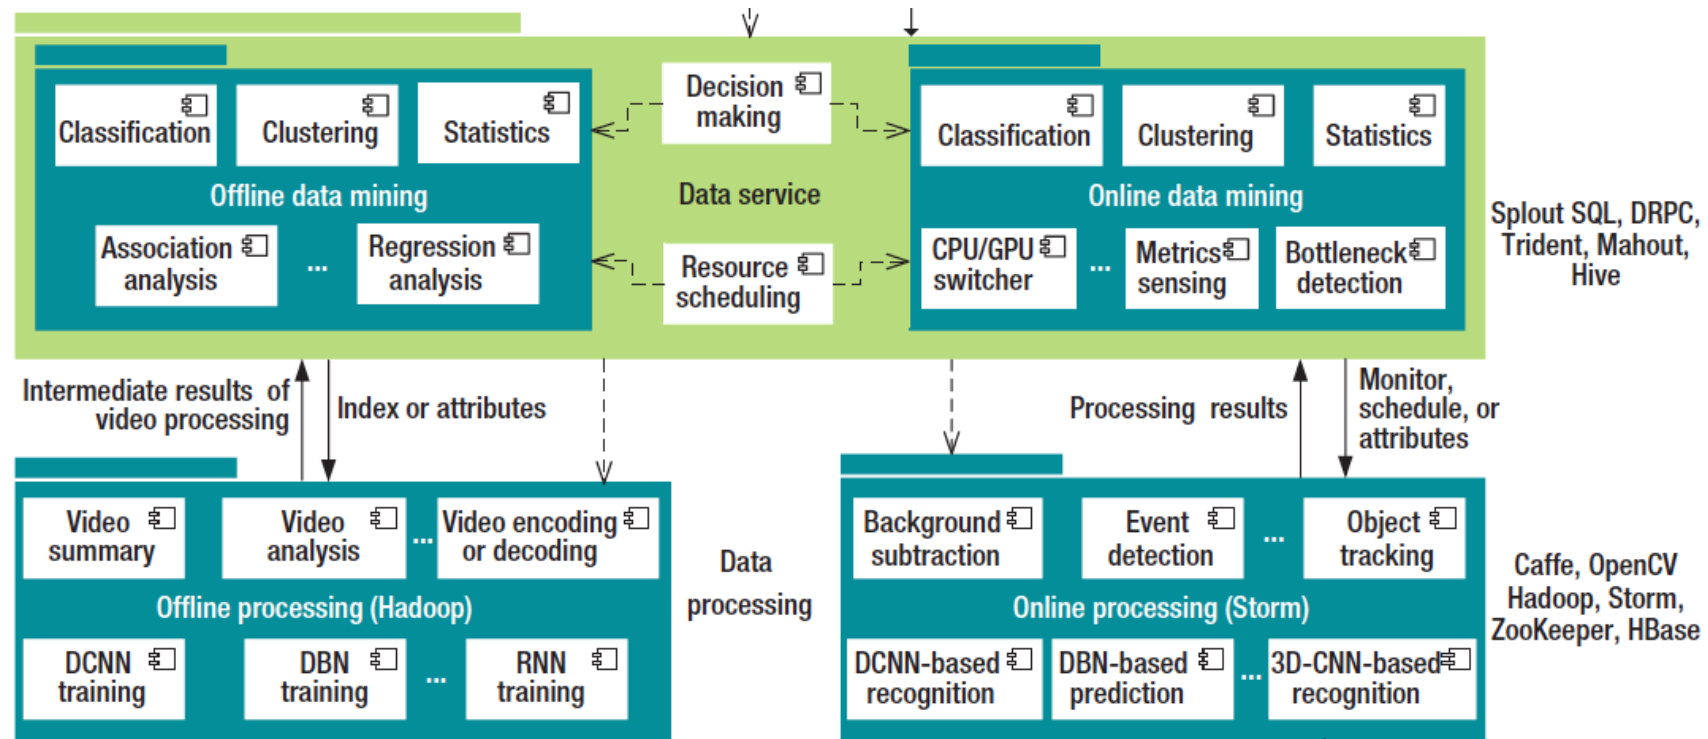 Decision
making
Classification
Clustering
Statistics
Offline data mining
Association
analysis
...
Regression
analysis
Data service
Resource
scheduling
Classification
Clustering
Statistics
Online data mining
CPU/GPU
switcher
...
Metrics
sensing
Bottleneck
detection
Splout SQL, DRPC,
Trident, Mahout,
Hive
Intermediate results of
video processing
Index or attributes
Processing results
Monitor,
schedule, or
attributes
Video
summary
Video
analysis
...
Video encoding
or decoding
Offline processing (Hadoop)
DCNN
training
DBN
training
...
RNN
training
Data
processing
Background
subtraction
Event
detection
...
Object
tracking
Online processing (Storm)
DCNN-based
recognition
DBN-based
prediction
...
3D-CNN-based
recognition
Caffe, OpenCV
Hadoop, Storm,
ZooKeeper, HBase